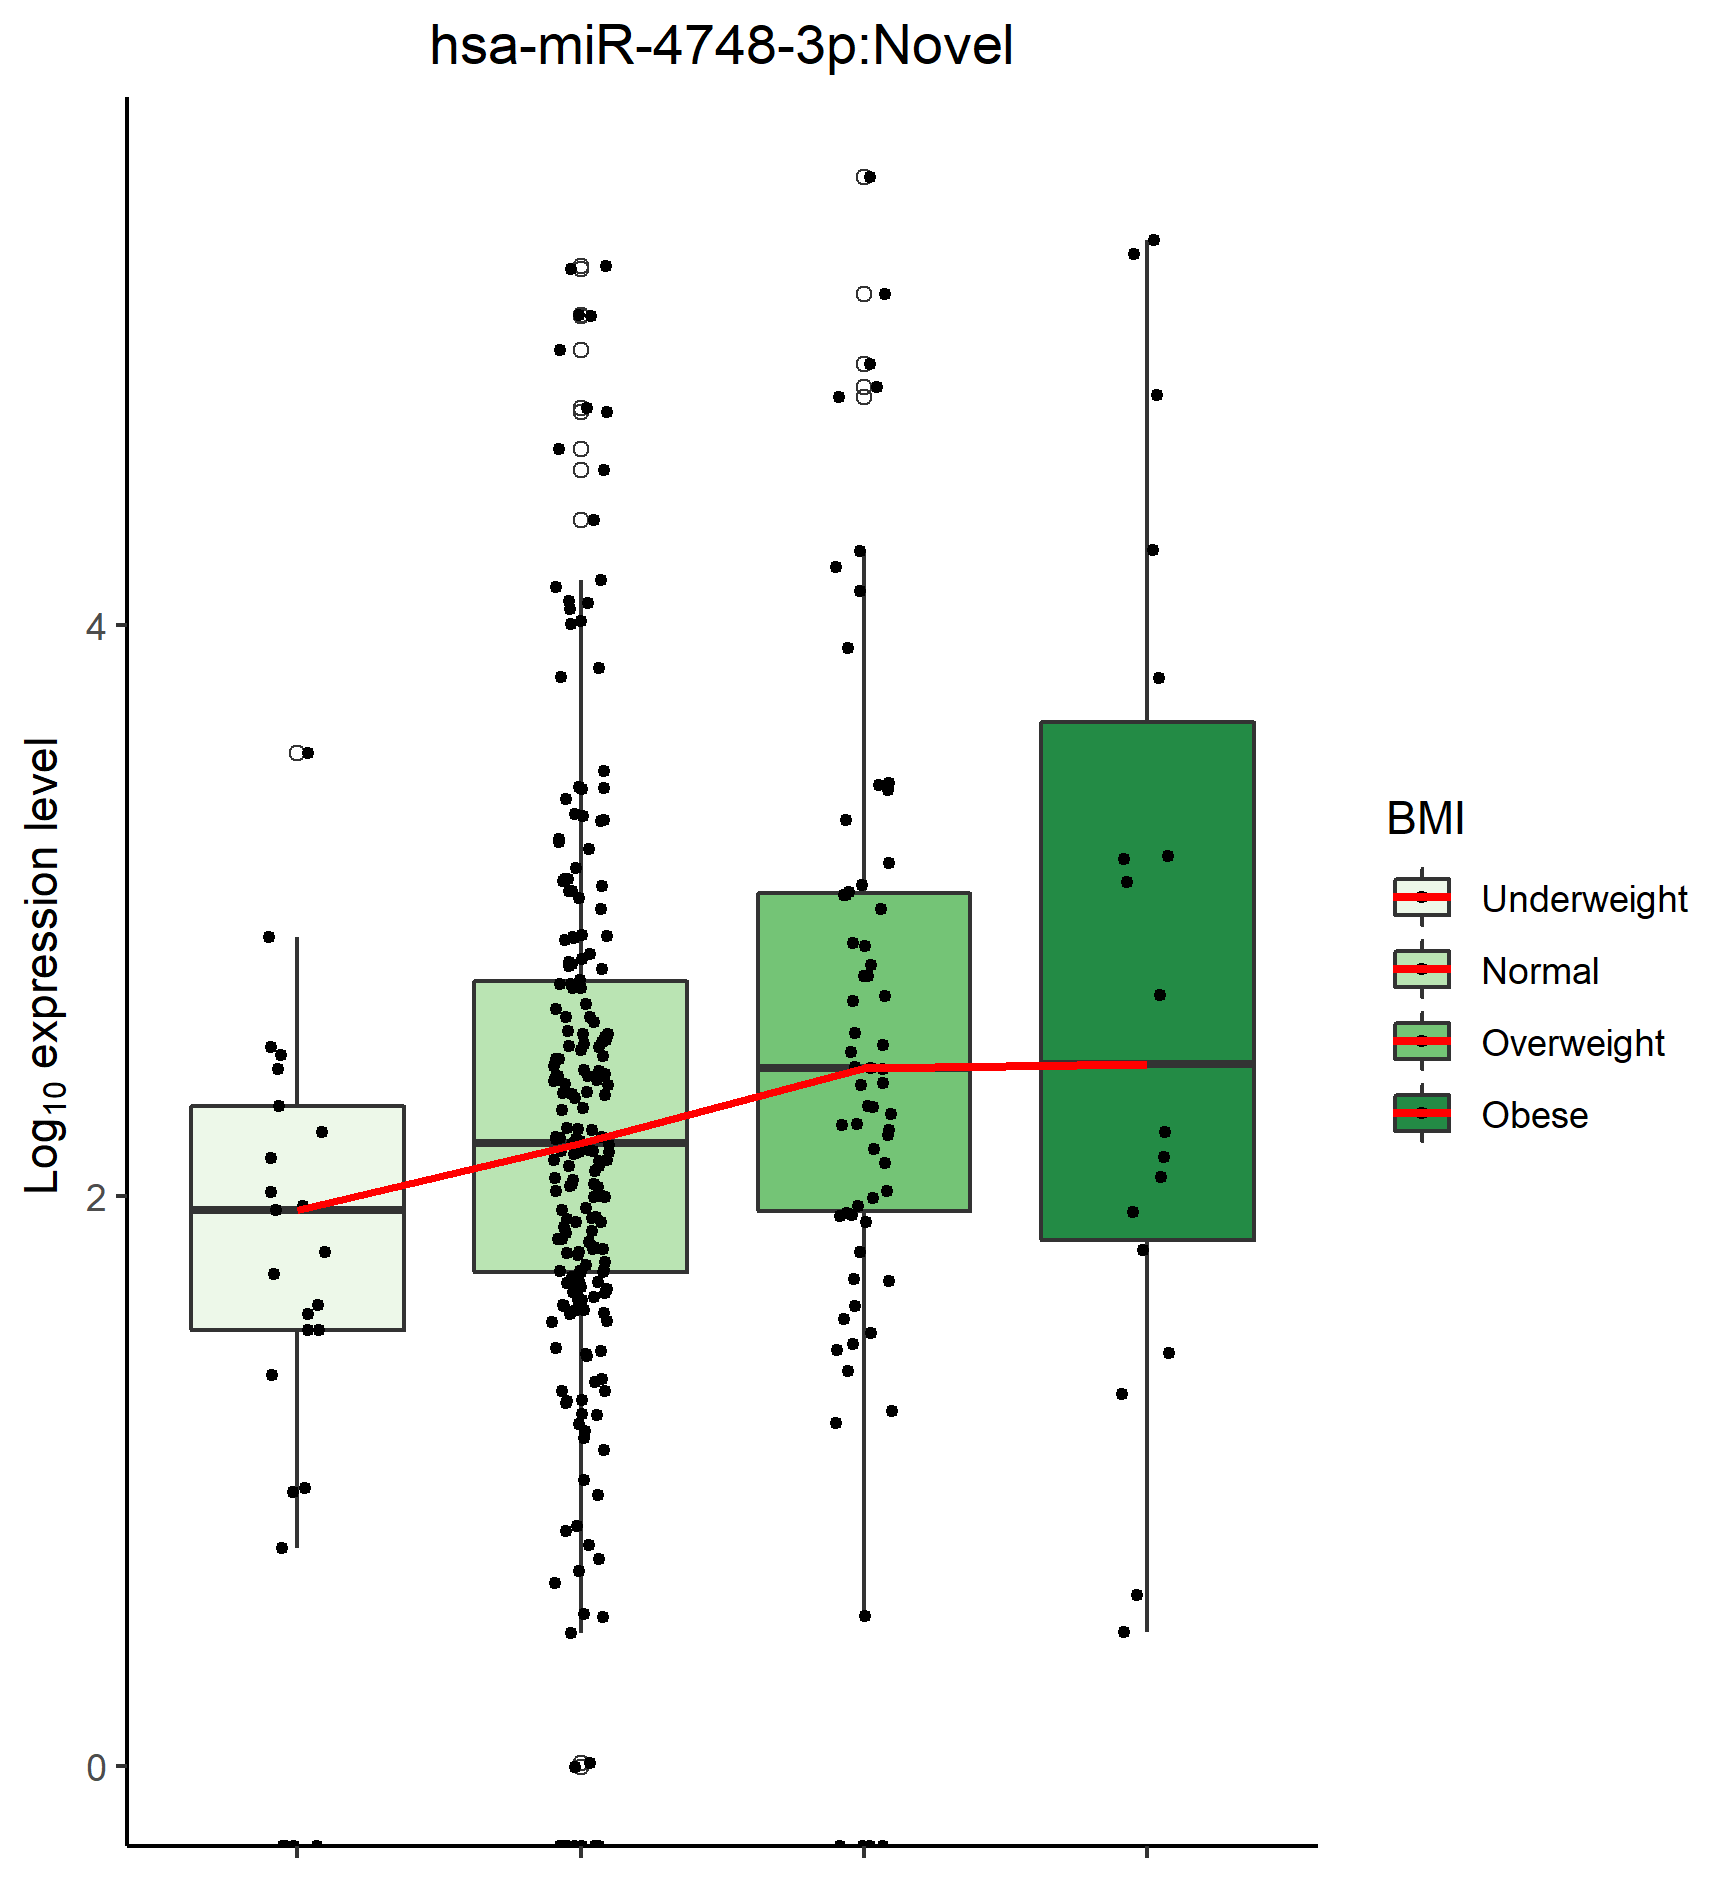 hsa-miR-4748-3p:Novel
Log10 expression level
4
2
0
BMI
Underweight
Normal
Overweight
Obese